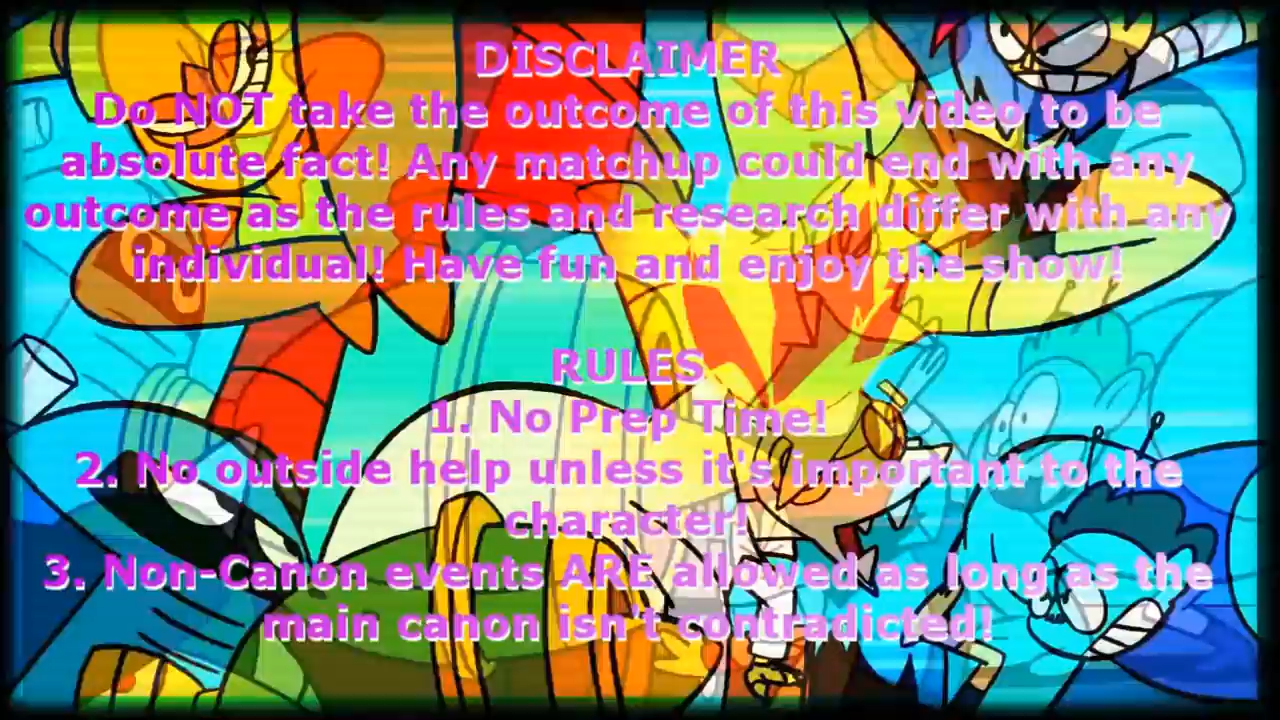 DISCLAIMER
Do NOT take the outcome of this video to be
absolute fact! Any matchup could end with any
outcome as the rules and research differ with any
individual! Have fun and enjoy the show!
RULES
1. No Prep Time!
2. No outside help unless it's important to the
character!
3. Non-Canon events ARE allowed as long as the
main canon isn't contradicted!